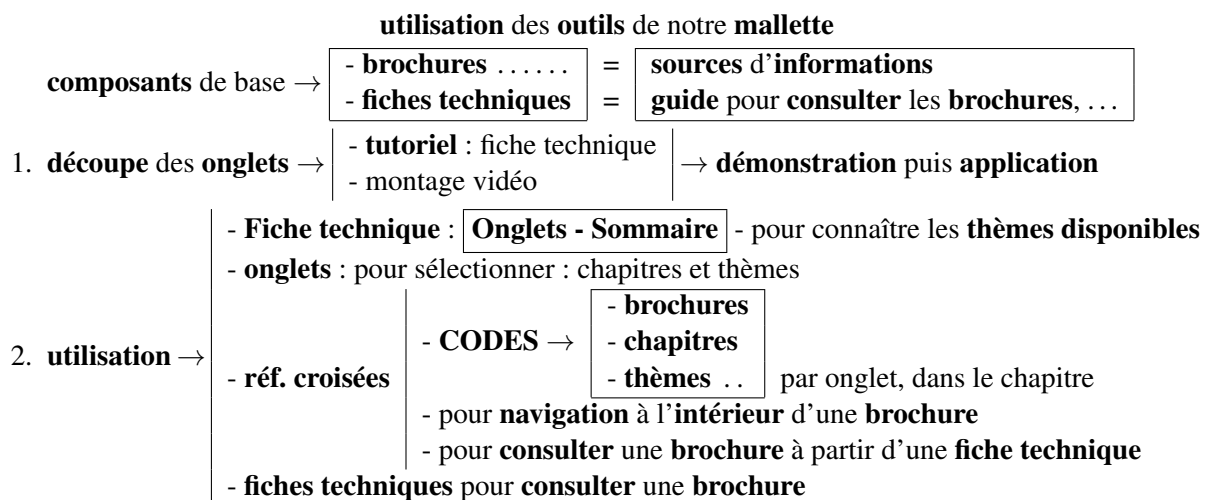 utilisation des outils de notre mallette
composants de base → - brochures ...... = sources d'informations
- fiches techniques = guide pour consulter les brochures, ...
1. découpe des onglets → - tutoriel : fiche technique
- montage vidéo → démonstration puis application
2. utilisation → - Fiche technique : Onglets - Sommaire - pour connaître les thèmes disponibles
- onglets : pour sélectionner : chapitres et thèmes
- réf. croisées - CODES → - brochures
- chapitres
- thèmes .. par onglet, dans le chapitre
- pour navigation à l'intérieur d'une brochure
- pour consulter une brochure à partir d'une fiche technique
- fiches techniques pour consulter une brochure